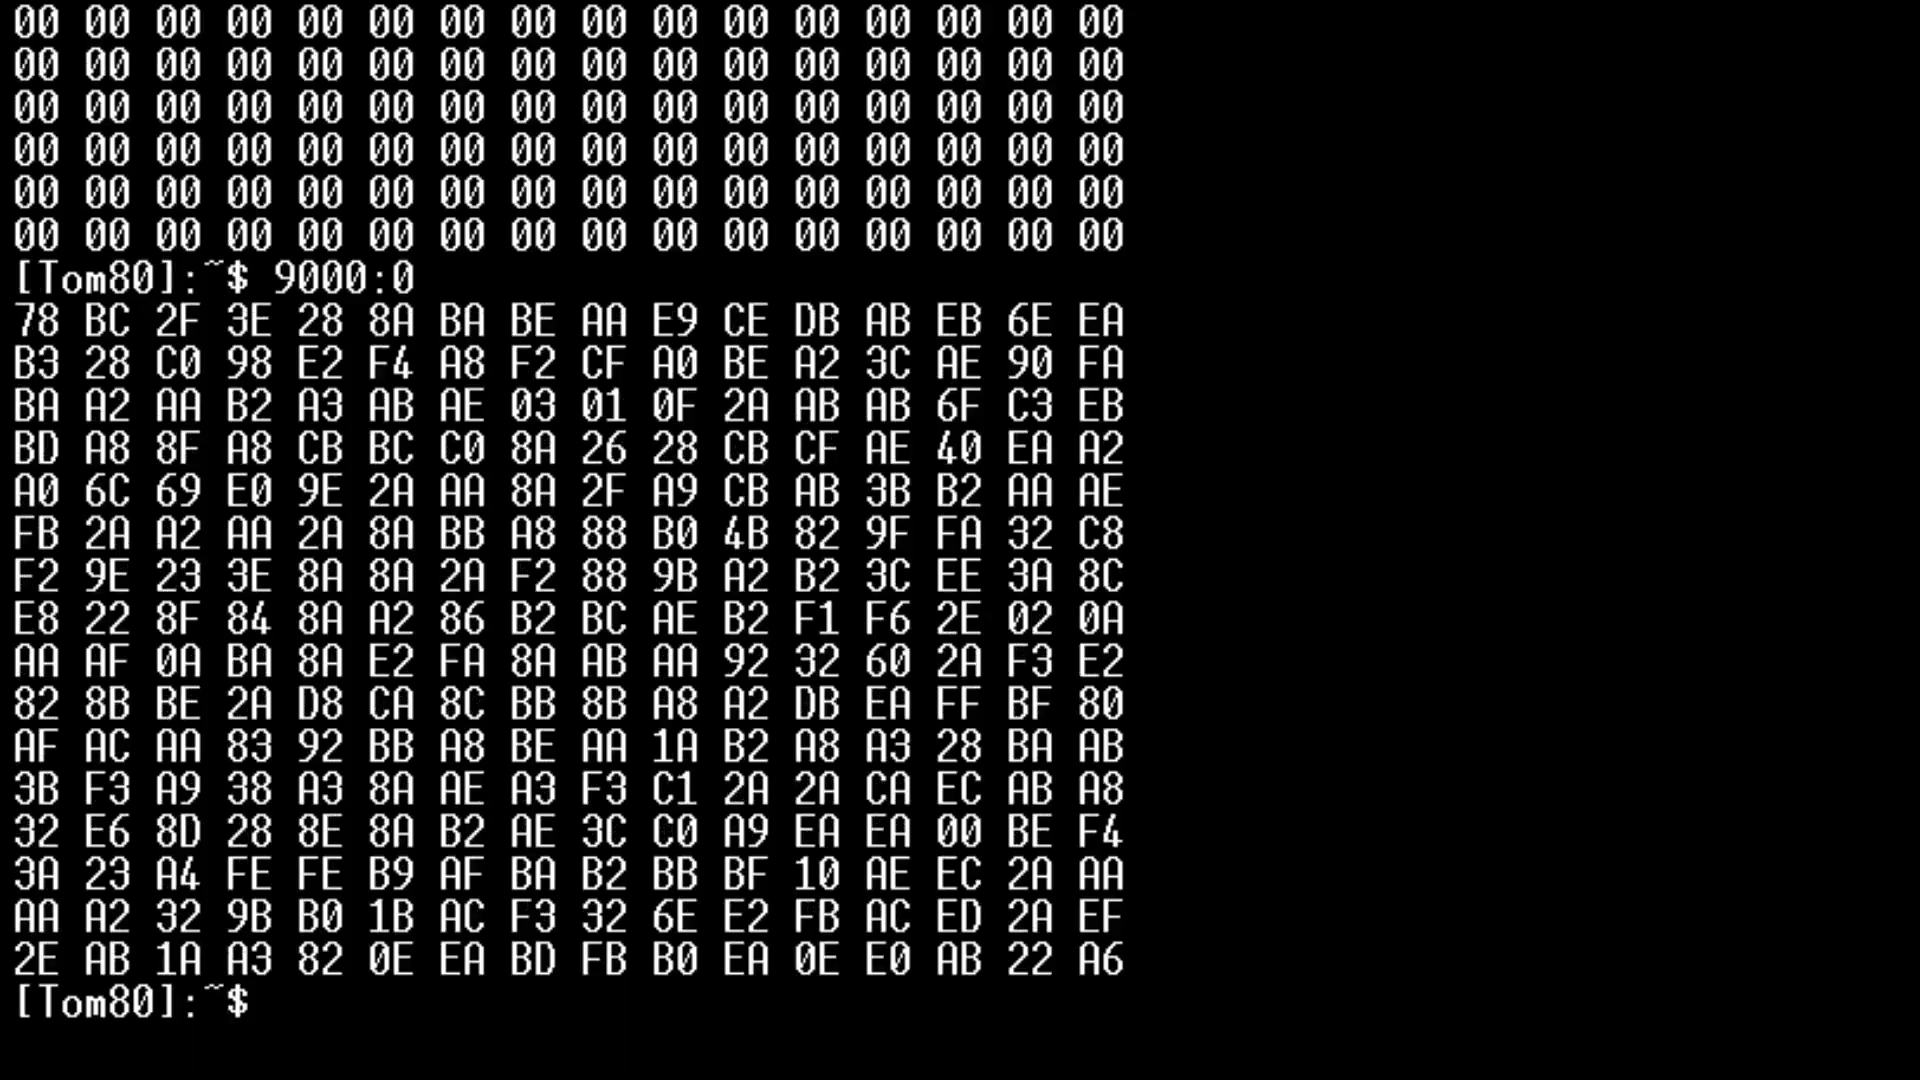 00 00 00 00 00 00 00 00 00 00 00 00 00 00 00 00
00 00 00 00 00 00 00 00 00 00 00 00 00 00 00 00
00 00 00 00 00 00 00 00 00 00 00 00 00 00 00 00
00 00 00 00 00 00 00 00 00 00 00 00 00 00 00 00
00 00 00 00 00 00 00 00 00 00 00 00 00 00 00 00
00 00 00 00 00 00 00 00 00 00 00 00 00 00 00 00
[Tom80]:~$ 9000:0
78 BC 2F 3E 28 8A BA BE AA E9 CE DB AB EB 6E EA
B3 28 C0 98 E2 F4 A8 F2 CF A0 BE A2 3C AE 90 FA
BA A2 AA B2 A3 AB AE 03 01 0F 2A AB AB 6F C3 EB
BD A8 8F A8 CB BC C0 8A 26 28 CB CF AE 40 EA A2
A0 6C 69 E0 9E 2A AA 8A 2F A9 CB AB 3B B2 AA AE
FB 2A A2 AA 2A 8A BB A8 88 B0 4B 82 9F FA 32 C8
F2 9E 23 3E 8A 8A 2A F2 88 9B A2 B2 3C EE 3A 8C
E8 22 8F 84 8A A2 86 B2 BC AE B2 F1 F6 2E 02 0A
AA AF 0A BA 8A E2 FA 8A AB AA 92 32 60 2A F3 E2
82 8B BE 2A D8 CA 8C BB 8B A8 A2 DB EA FF BF 80
AF AC AA 83 92 BB A8 BE AA 1A B2 A8 A3 28 BA AB
3B F3 A9 38 A3 8A AE A3 F3 C1 2A 2A CA EC AB A8
32 E6 8D 28 8E 8A B2 AE 3C C0 A9 EA EA 00 BE F4
3A 23 A4 FE FE B9 AF BA B2 BB BF 10 AE EC 2A AA
AA A2 32 9B B0 1B AC F3 32 6E E2 FB AC ED 2A EF
2E AB 1A A3 82 0E EA BD FB B0 EA 0E E0 AB 22 A6
[Tom80]:~$